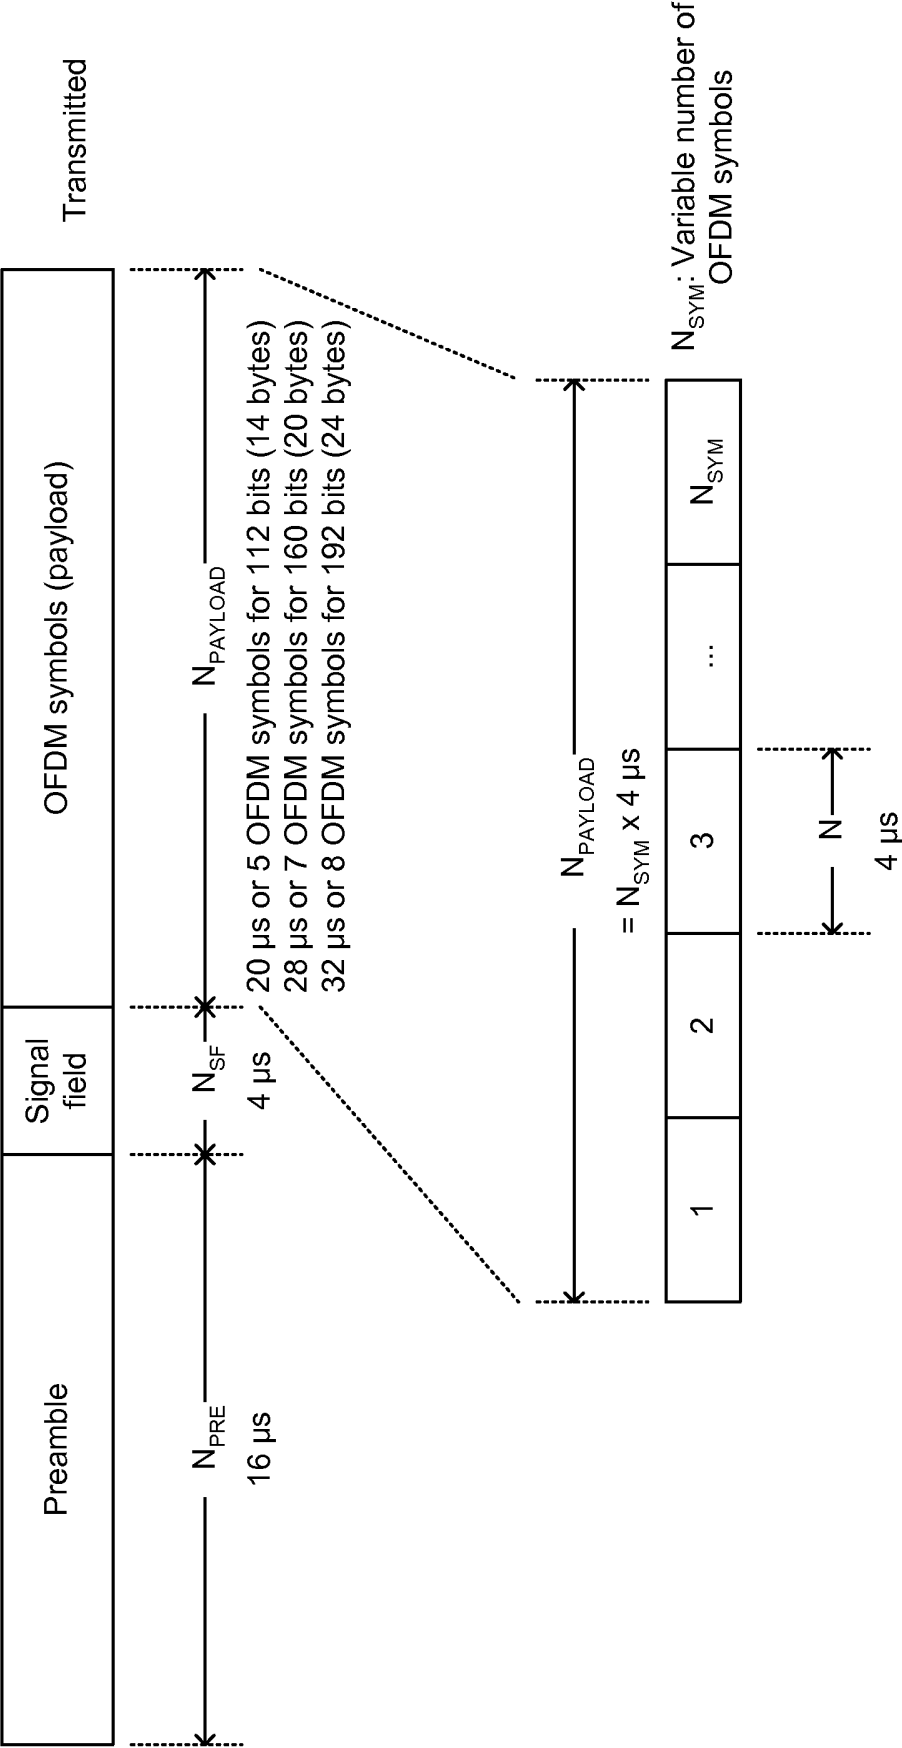 Preamble
Signal
field
OFDM symbols (payload)
Transmitted
N_PRE
16 µs
N_SF
4 µs
N_PAYLOAD
20 µs or 5 OFDM symbols for 112 bits (14 bytes)
28 µs or 7 OFDM symbols for 160 bits (20 bytes)
32 µs or 8 OFDM symbols for 192 bits (24 bytes)
N_PAYLOAD
= N_SYM x 4 µs
1
2
3
...
N_SYM
N_SYM: Variable number of
OFDM symbols
N
4 µs